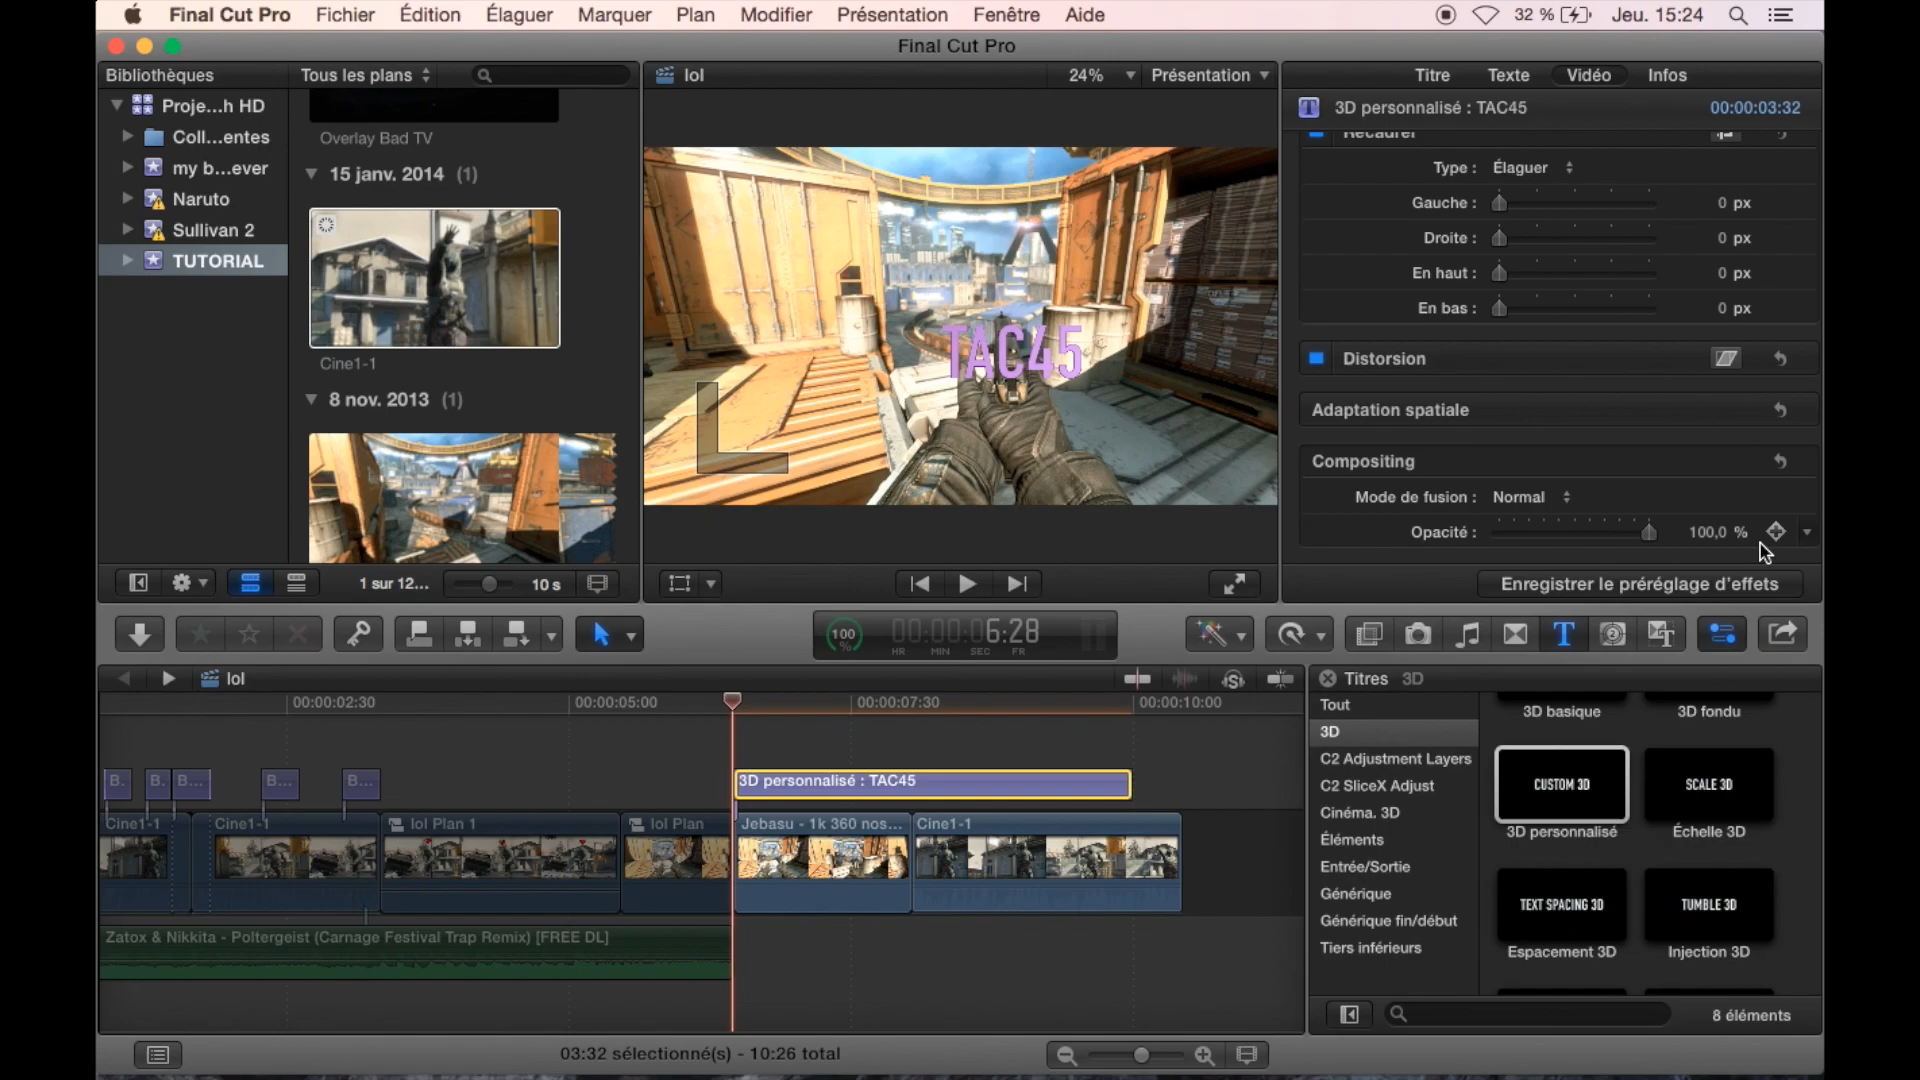 Final Cut Pro Fichier Édition Élaguer Marquer Plan Modifier Présentation Fenêtre Aide 32 % Jeu. 15:24
Final Cut Pro
Bibliothèques Tous les plans
Proje...h HD
Coll...entes
my b...ever
Naruto
Sullivan 2
TUTORIAL
Overlay Bad TV
15 janv. 2014 (1)
Cine1-1
8 nov. 2013 (1)
1 sur 12... 10 s
lol 24% Présentation
TAC45
L
Titre Texte Vidéo Infos
3D personnalisé : TAC45 00:00:03:32
Recadrer
Type : Élaguer
Gauche : 0 px
Droite : 0 px
En haut : 0 px
En bas : 0 px
Distorsion
Adaptation spatiale
Compositing
Mode de fusion : Normal
Opacité : 100,0 %
Enregistrer le préréglage d'effets
100 % 00:00:06:28
HR MIN SEC FR
lol
00:00:02:30 00:00:05:00 00:00:07:30 00:00:10:00
B. B. B... B... B... 3D personnalisé : TAC45
Cine1-1 Cine1-1 lol Plan 1 lol Plan Jebasu - 1k 360 nos... Cine1-1
Zatox & Nikkita - Poltergeist (Carnage Festival Trap Remix) [FREE DL]
03:32 sélectionné(s) - 10:26 total
Titres 3D
Tout
3D
C2 Adjustment Layers
C2 SliceX Adjust
Cinéma. 3D
Éléments
Entrée/Sortie
Générique
Générique fin/début
Tiers inférieurs
3D basique 3D fondu
CUSTOM 3D SCALE 3D
3D personnalisé Échelle 3D
TEXT SPACING 3D TUMBLE 3D
Espacement 3D Injection 3D
8 éléments